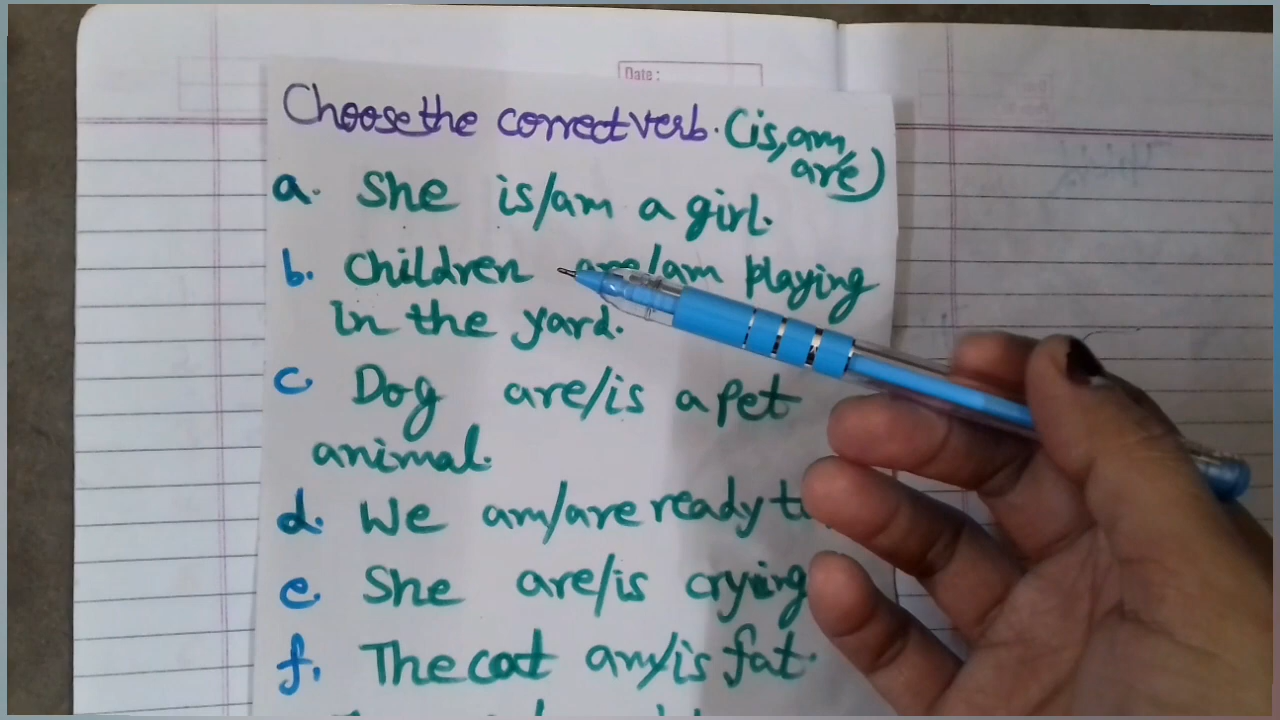 Date:
Choose the correct verb. (is, am,
are)
a. She is/am a girl.
b. Children are/am playing
in the yard.
c Dog are/is a pet
animal.
d. We am/are ready
e. She are/is crying
f. The cat am/is fat.